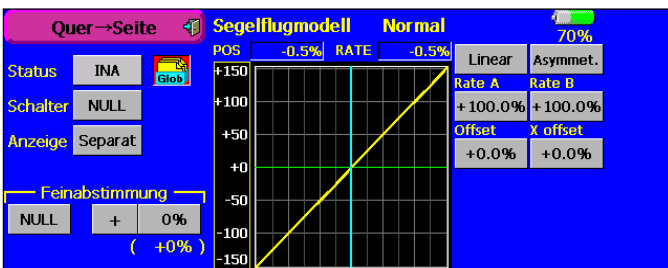 Quer→Seite
Segelflugmodell Normal
70%
POS -0.5% RATE -0.5%
Status INA Glob
Schalter NULL
Anzeige Separat
Feinabstimmung
NULL + 0%
( +0% )
+150
+100
+50
+0
-50
-100
-150
Linear Asymmet.
Rate A Rate B
+100.0% +100.0%
Offset X offset
+0.0% +0.0%